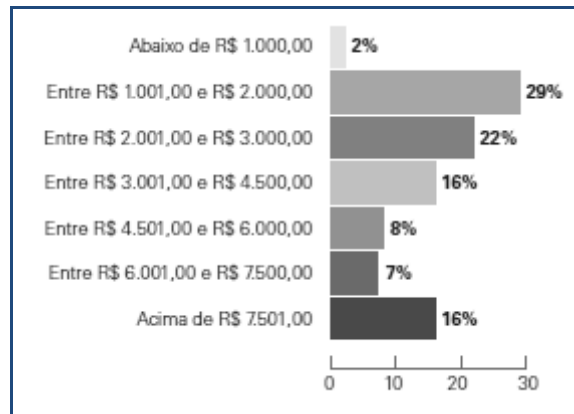 Abaixo de R$ 1.000,00 2%
Entre R$ 1.001,00 e R$ 2.000,00 29%
Entre R$ 2.001,00 e R$ 3.000,00 22%
Entre R$ 3.001,00 e R$ 4.500,00 16%
Entre R$ 4.501,00 e R$ 6.000,00 8%
Entre R$ 6.001,00 e R$ 7.500,00 7%
Acima de R$ 7.501,00 16%
0 10 20 30